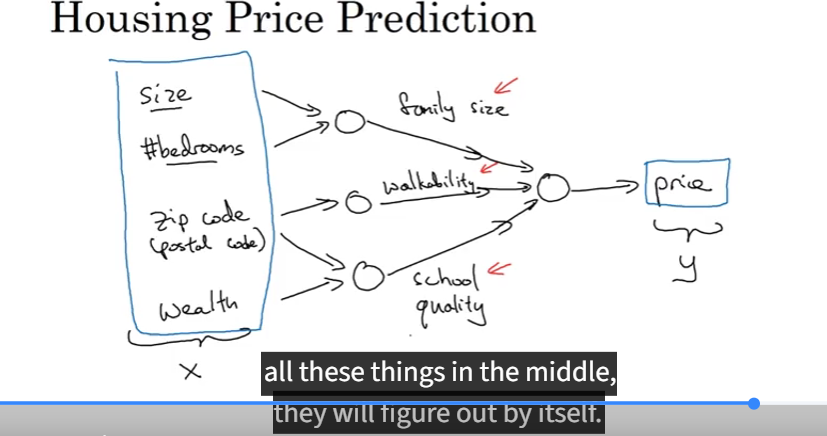 Housing Price Prediction
size
#bedrooms
zip code
(postal code)
wealth
x
family size
walkability
school
quality
price
y
all these things in the middle,
they will figure out by itself.